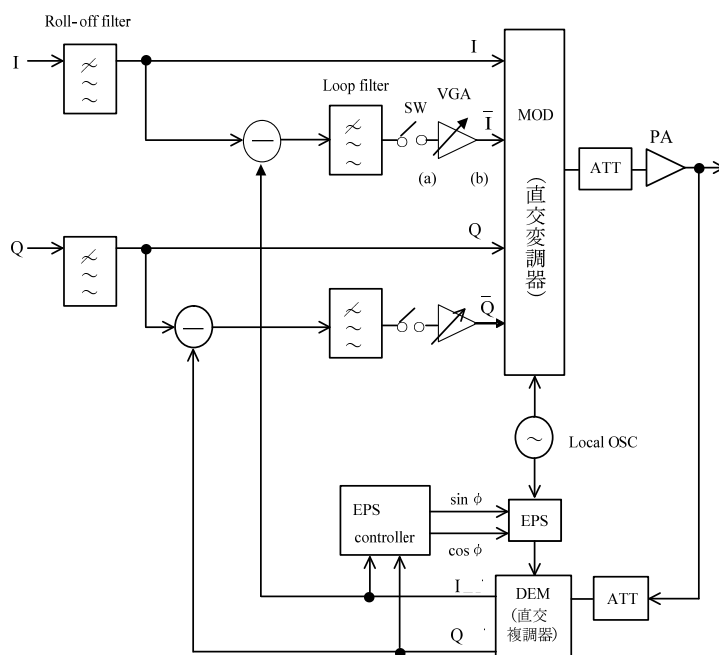 Roll-off filter
I
I
Loop filter
SW
VGA
Ī
(a)
(b)
MOD
(直交変調器)
ATT
PA
Q
Q
Q̄
Local OSC
EPS
controller
sin φ
cos φ
EPS
I
DEM
(直交
複調器)
ATT
Q